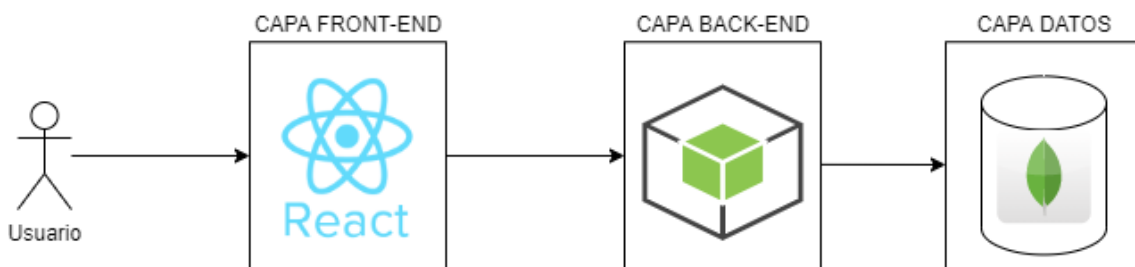 CAPA FRONT-END
CAPA BACK-END
CAPA DATOS
React
Usuario